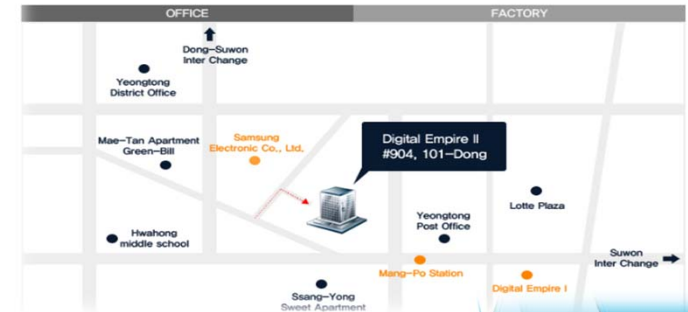 OFFICE
FACTORY
Dong-Suwon
Inter Change
Yeongtong
District Office
Mae-Tan Apartment
Green-Bill
Samsung
Electronic Co., Ltd.
Digital Empire II
#904, 101-Dong
Lotte Plaza
Yeongtong
Post Office
Hwahong
middle school
Suwon
Inter Change
Mang-Po Station
Digital Empire I
Ssang-Yong
Sweet Apartment